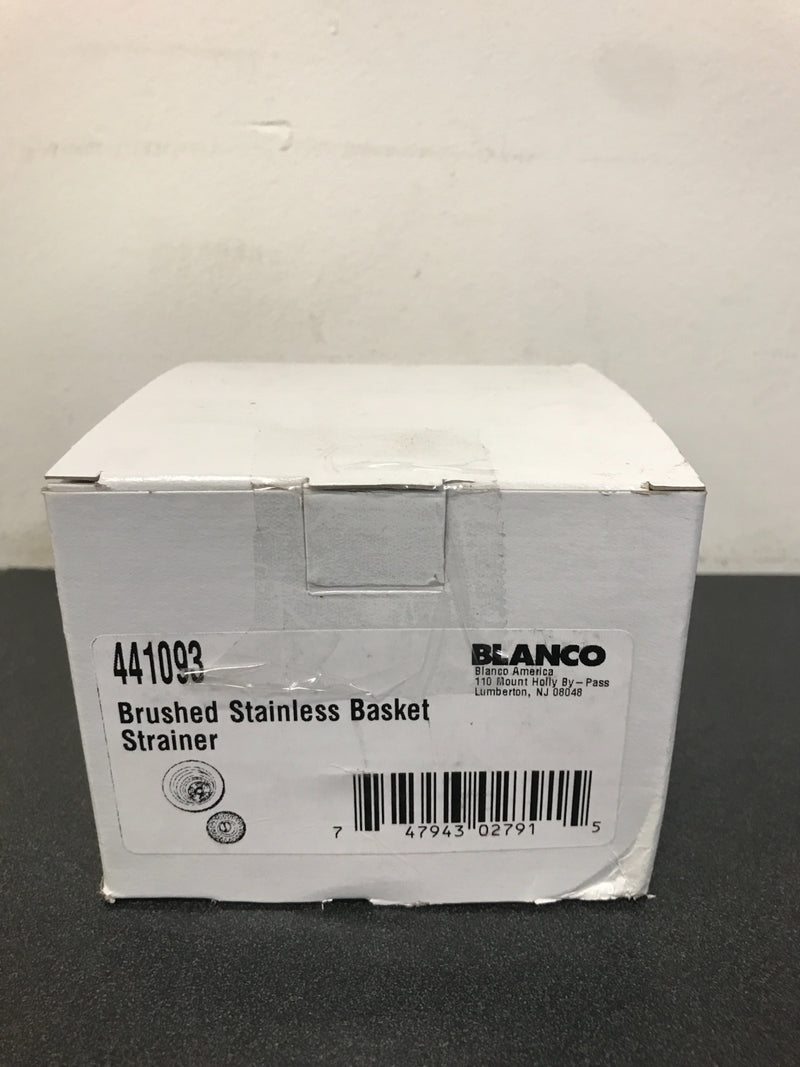 441093
BLANCO
Blanco America
110 Mount Holly By-Pass
Lumberton, NJ 08048
Brushed Stainless Basket
Strainer
7 47943 02791 5